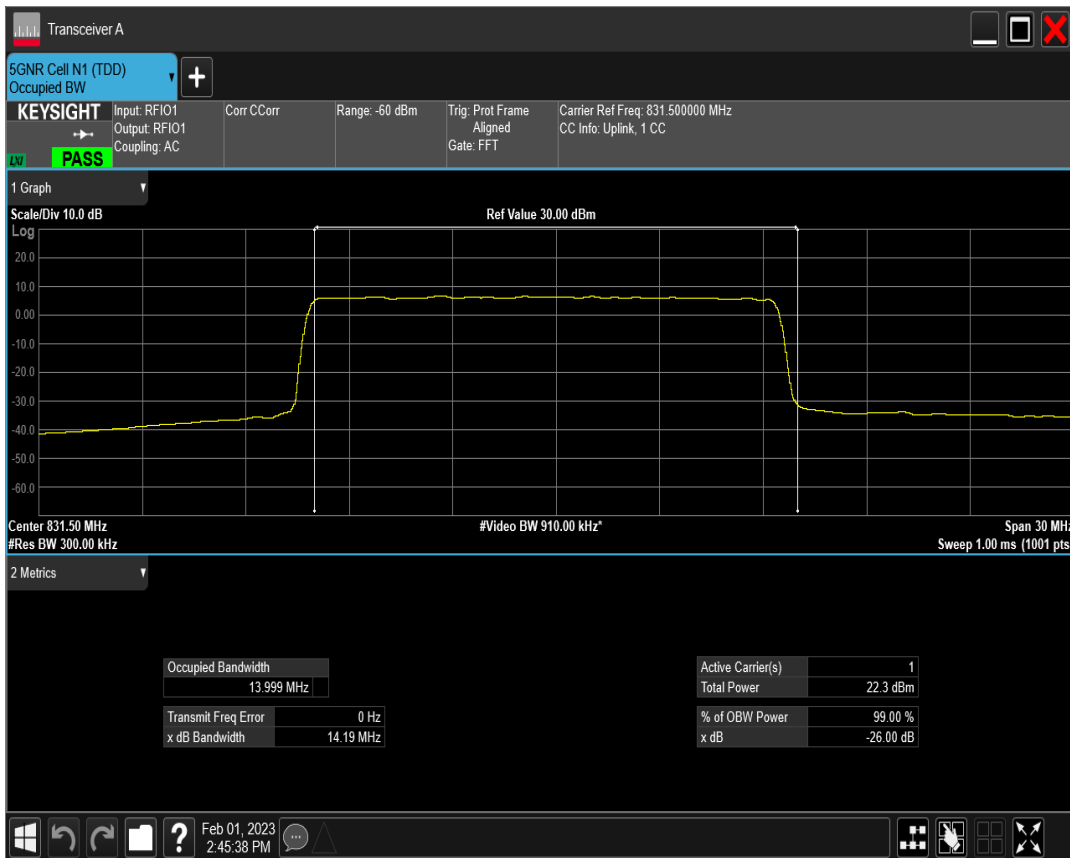 Transceiver A
5GNR Cell N1 (TDD)
Occupied BW
+
KEYSIGHT
LXI
PASS
Input: RFIO1
Output: RFIO1
Coupling: AC
Corr CCorr
Range: -60 dBm
Trig: Prot Frame
Aligned
Gate: FFT
Carrier Ref Freq: 831.500000 MHz
CC Info: Uplink, 1 CC
1 Graph
Scale/Div 10.0 dB
Ref Value 30.00 dBm
Log
20.0
10.0
0.00
-10.0
-20.0
-30.0
-40.0
-50.0
-60.0
Center 831.50 MHz
#Video BW 910.00 kHz*
Span 30 MHz
#Res BW 300.00 kHz
Sweep 1.00 ms (1001 pts
2 Metrics
Occupied Bandwidth
13.999 MHz
Transmit Freq Error 0 Hz
x dB Bandwidth 14.19 MHz
Active Carrier(s) 1
Total Power 22.3 dBm
% of OBW Power 99.00 %
x dB -26.00 dB
?
Feb 01, 2023
2:45:38 PM